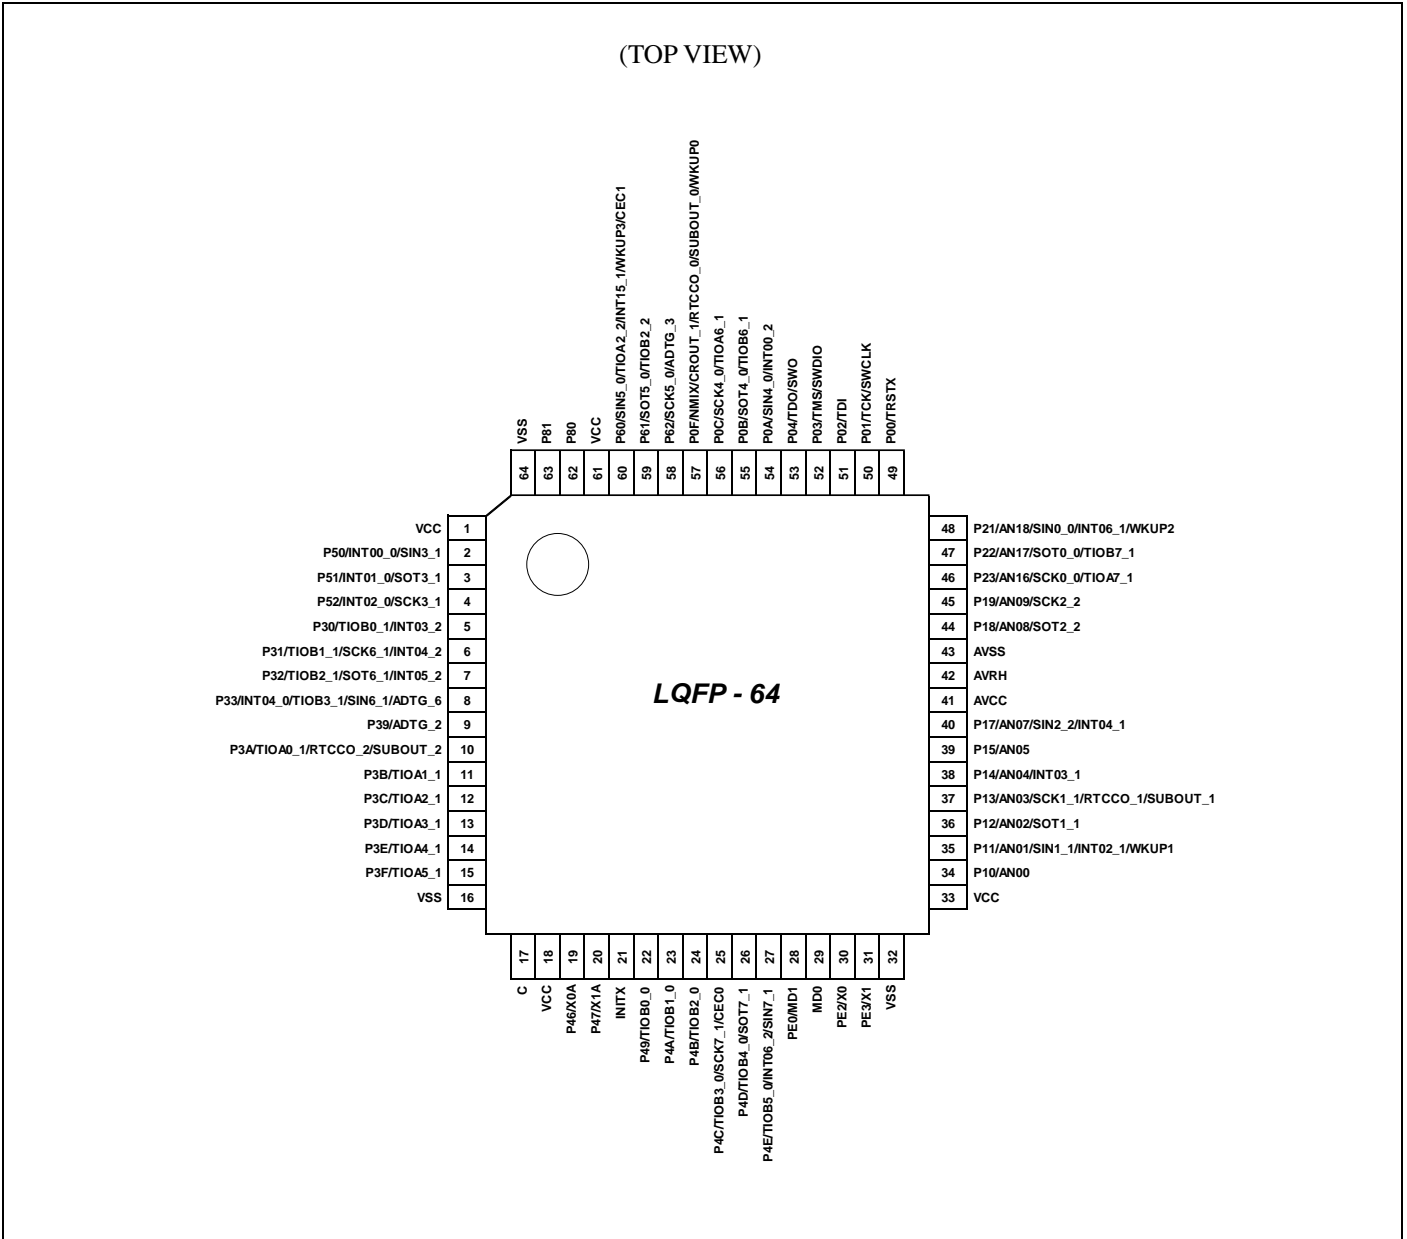 (TOP VIEW)
VSS
P81
P80
VCC
P60/SIN5_0/TIOA2_2/INT15_1/WKUP3/CEC1
P61/SOT5_0/TIOB2_2
P62/SCK5_0/ADTG_3
P0F/NMIX/CROUT_1/RTCCO_0/SUBOUT_0/WKUP0
P0C/SCK4_0/TIOA6_1
P0B/SOT4_0/TIOB6_1
P0A/SIN4_0/INT00_2
P04/TDO/SWO
P03/TMS/SWDIO
P02/TDI
P01/TCK/SWCLK
P00/TRSTX
64
63
62
61
60
59
58
57
56
55
54
53
52
51
50
49
VCC 1
P50/INT00_0/SIN3_1 2
P51/INT01_0/SOT3_1 3
P52/INT02_0/SCK3_1 4
P30/TIOB0_1/INT03_2 5
P31/TIOB1_1/SCK6_1/INT04_2 6
P32/TIOB2_1/SOT6_1/INT05_2 7
P33/INT04_0/TIOB3_1/SIN6_1/ADTG_6 8
P39/ADTG_2 9
P3A/TIOA0_1/RTCCO_2/SUBOUT_2 10
P3B/TIOA1_1 11
P3C/TIOA2_1 12
P3D/TIOA3_1 13
P3E/TIOA4_1 14
P3F/TIOA5_1 15
VSS 16
LQFP - 64
48 P21/AN18/SIN0_0/INT06_1/WKUP2
47 P22/AN17/SOT0_0/TIOB7_1
46 P23/AN16/SCK0_0/TIOA7_1
45 P19/AN09/SCK2_2
44 P18/AN08/SOT2_2
43 AVSS
42 AVRH
41 AVCC
40 P17/AN07/SIN2_2/INT04_1
39 P15/AN05
38 P14/AN04/INT03_1
37 P13/AN03/SCK1_1/RTCCO_1/SUBOUT_1
36 P12/AN02/SOT1_1
35 P11/AN01/SIN1_1/INT02_1/WKUP1
34 P10/AN00
33 VCC
17
18
19
20
21
22
23
24
25
26
27
28
29
30
31
32
C
VCC
P46/X0A
P47/X1A
INITX
P49/TIOB0_0
P4A/TIOB1_0
P4B/TIOB2_0
P4C/TIOB3_0/SCK7_1/CEC0
P4D/TIOB4_0/SOT7_1
P4E/TIOB5_0/INT06_2/SIN7_1
PE0/MD1
MD0
PE2/X0
PE3/X1
VSS